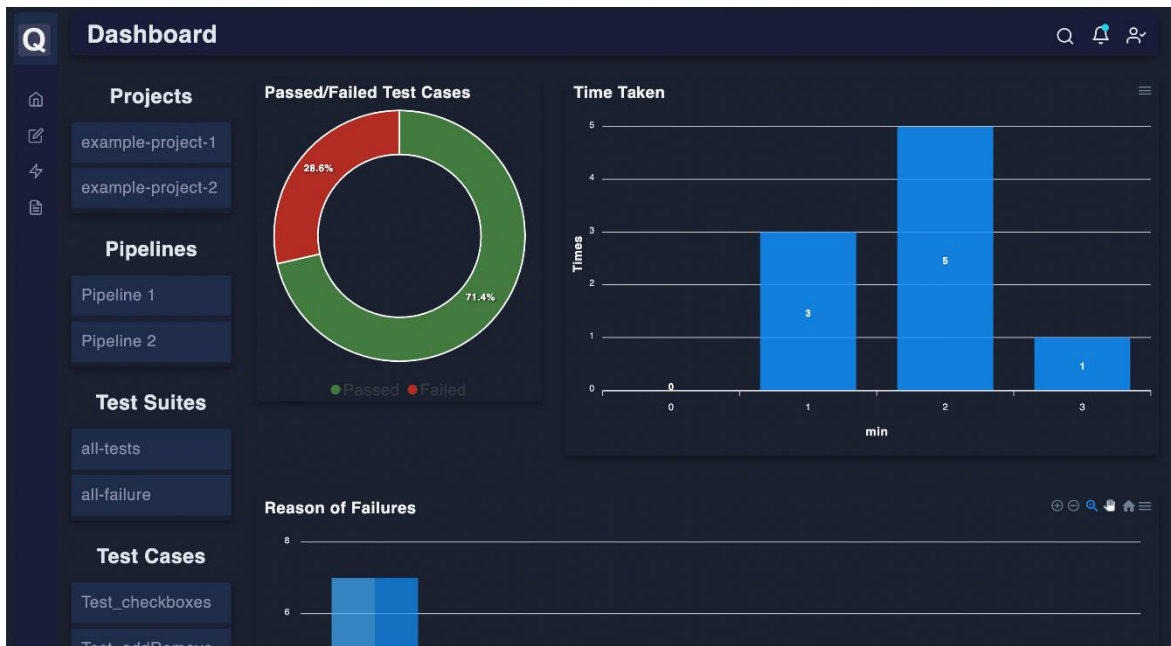 Q
Dashboard
Projects
example-project-1
example-project-2
Pipelines
Pipeline 1
Pipeline 2
Test Suites
all-tests
all-failure
Test Cases
Test_checkboxes
Passed/Failed Test Cases
28.6%
71.4%
Passed Failed
Time Taken
5
4
3
2
1
0
Times
0
3
5
1
0 1 2 3
min
Reason of Failures
8
6